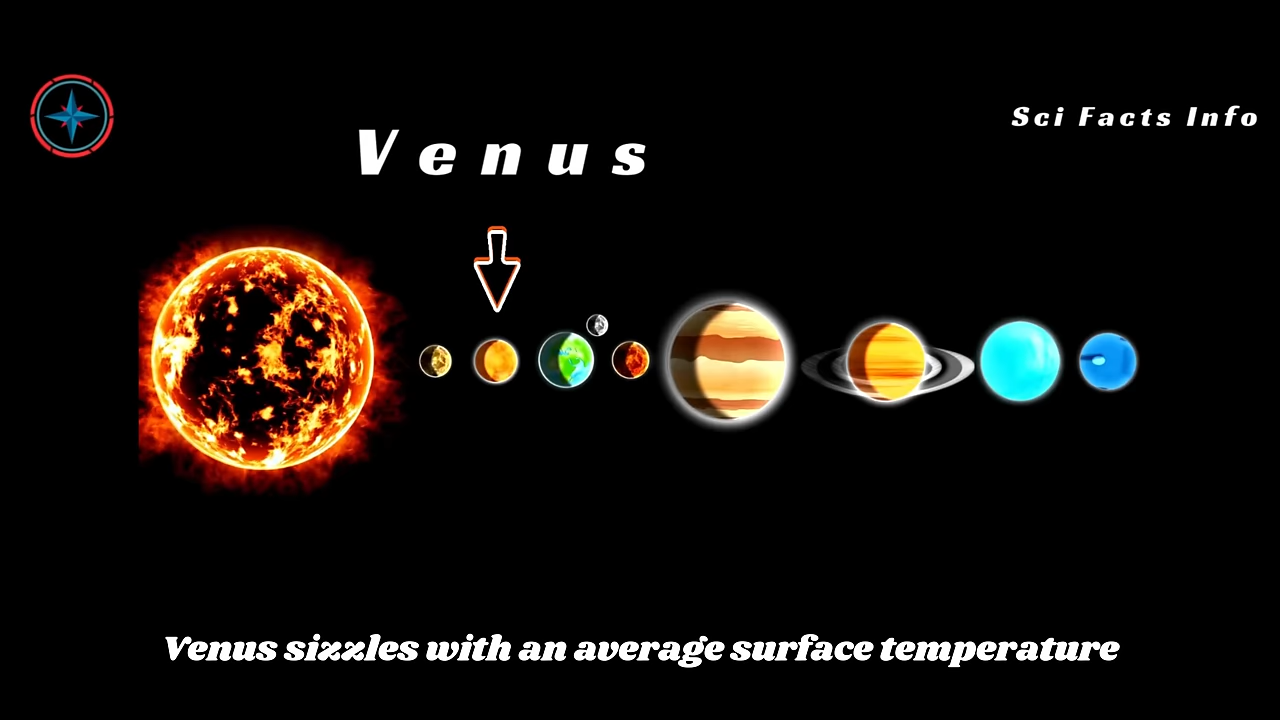 Sci Facts Info
Venus
Venus sizzles with an average surface temperature